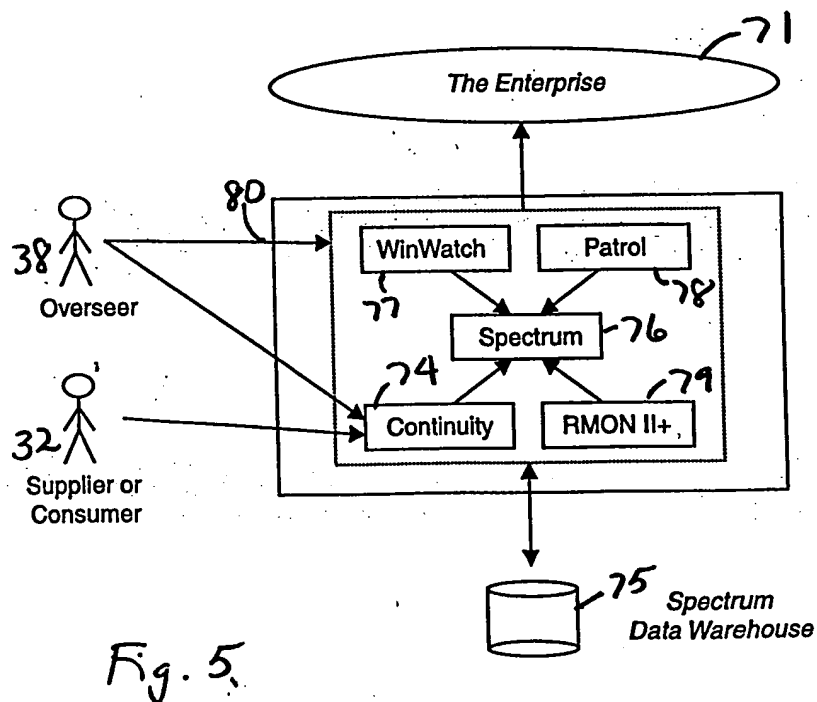 71
The Enterprise
80
38
Overseer
WinWatch
77
Patrol
78
Spectrum
76
74
Continuity
79
RMON II+
32
Supplier or
Consumer
75
Spectrum
Data Warehouse
Fig. 5